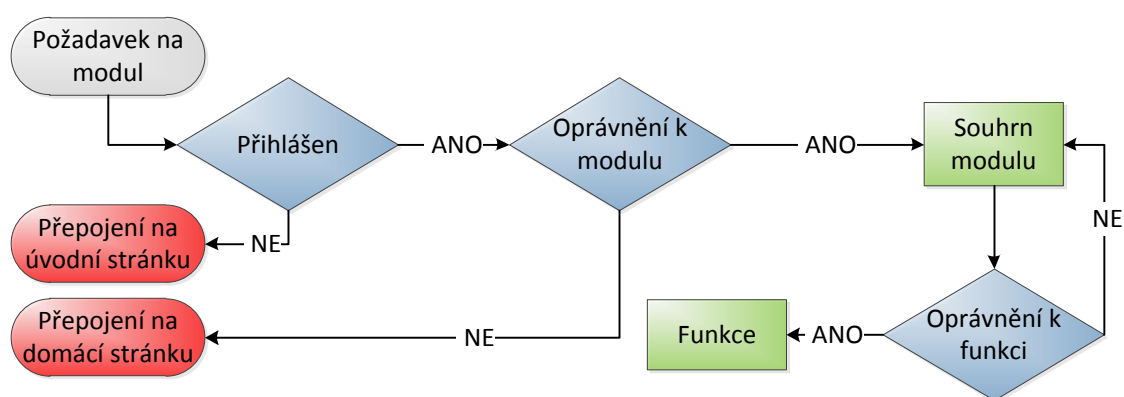 Požadavek na
modul
Přihlášen
ANO
Oprávnění k
modulu
ANO
Souhrn
modulu
NE
Přepojení na
úvodní stránku
NE
Přepojení na
domácí stránku
NE
Funkce
ANO
Oprávnění k
funkci